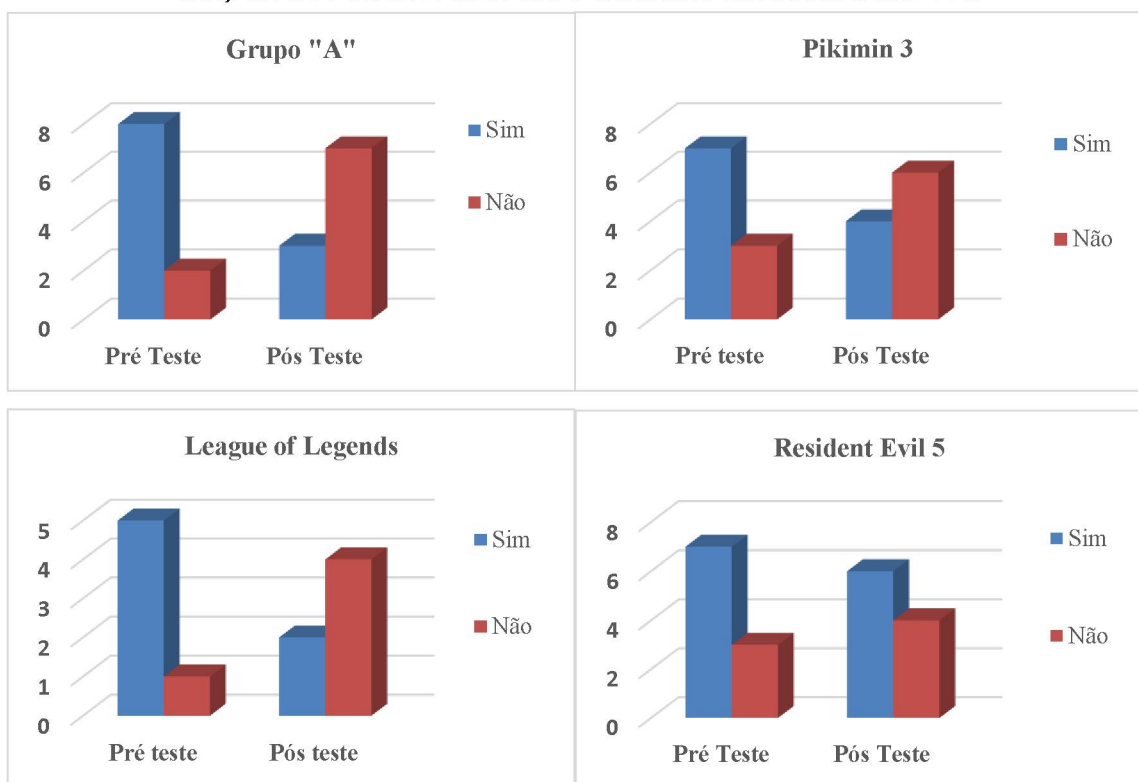 Grupo "A"
8
6
4
2
0
Pré Teste Pós Teste
Sim
Não
Pikimin 3
8
6
4
2
0
Pré teste Pós Teste
Sim
Não
League of Legends
5
4
3
2
1
0
Pré teste Pós teste
Sim
Não
Resident Evil 5
8
6
4
2
0
Pré Teste Pós Teste
Sim
Não